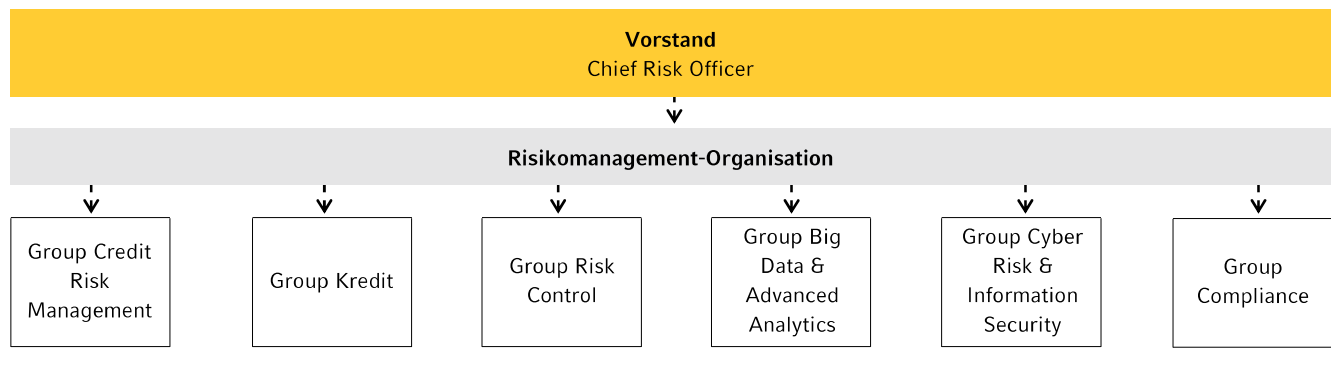 Vorstand
Chief Risk Officer
Risikomanagement-Organisation
Group Credit
Risk
Management
Group Kredit
Group Risk
Control
Group Big
Data &
Advanced
Analytics
Group Cyber
Risk &
Information
Security
Group
Compliance